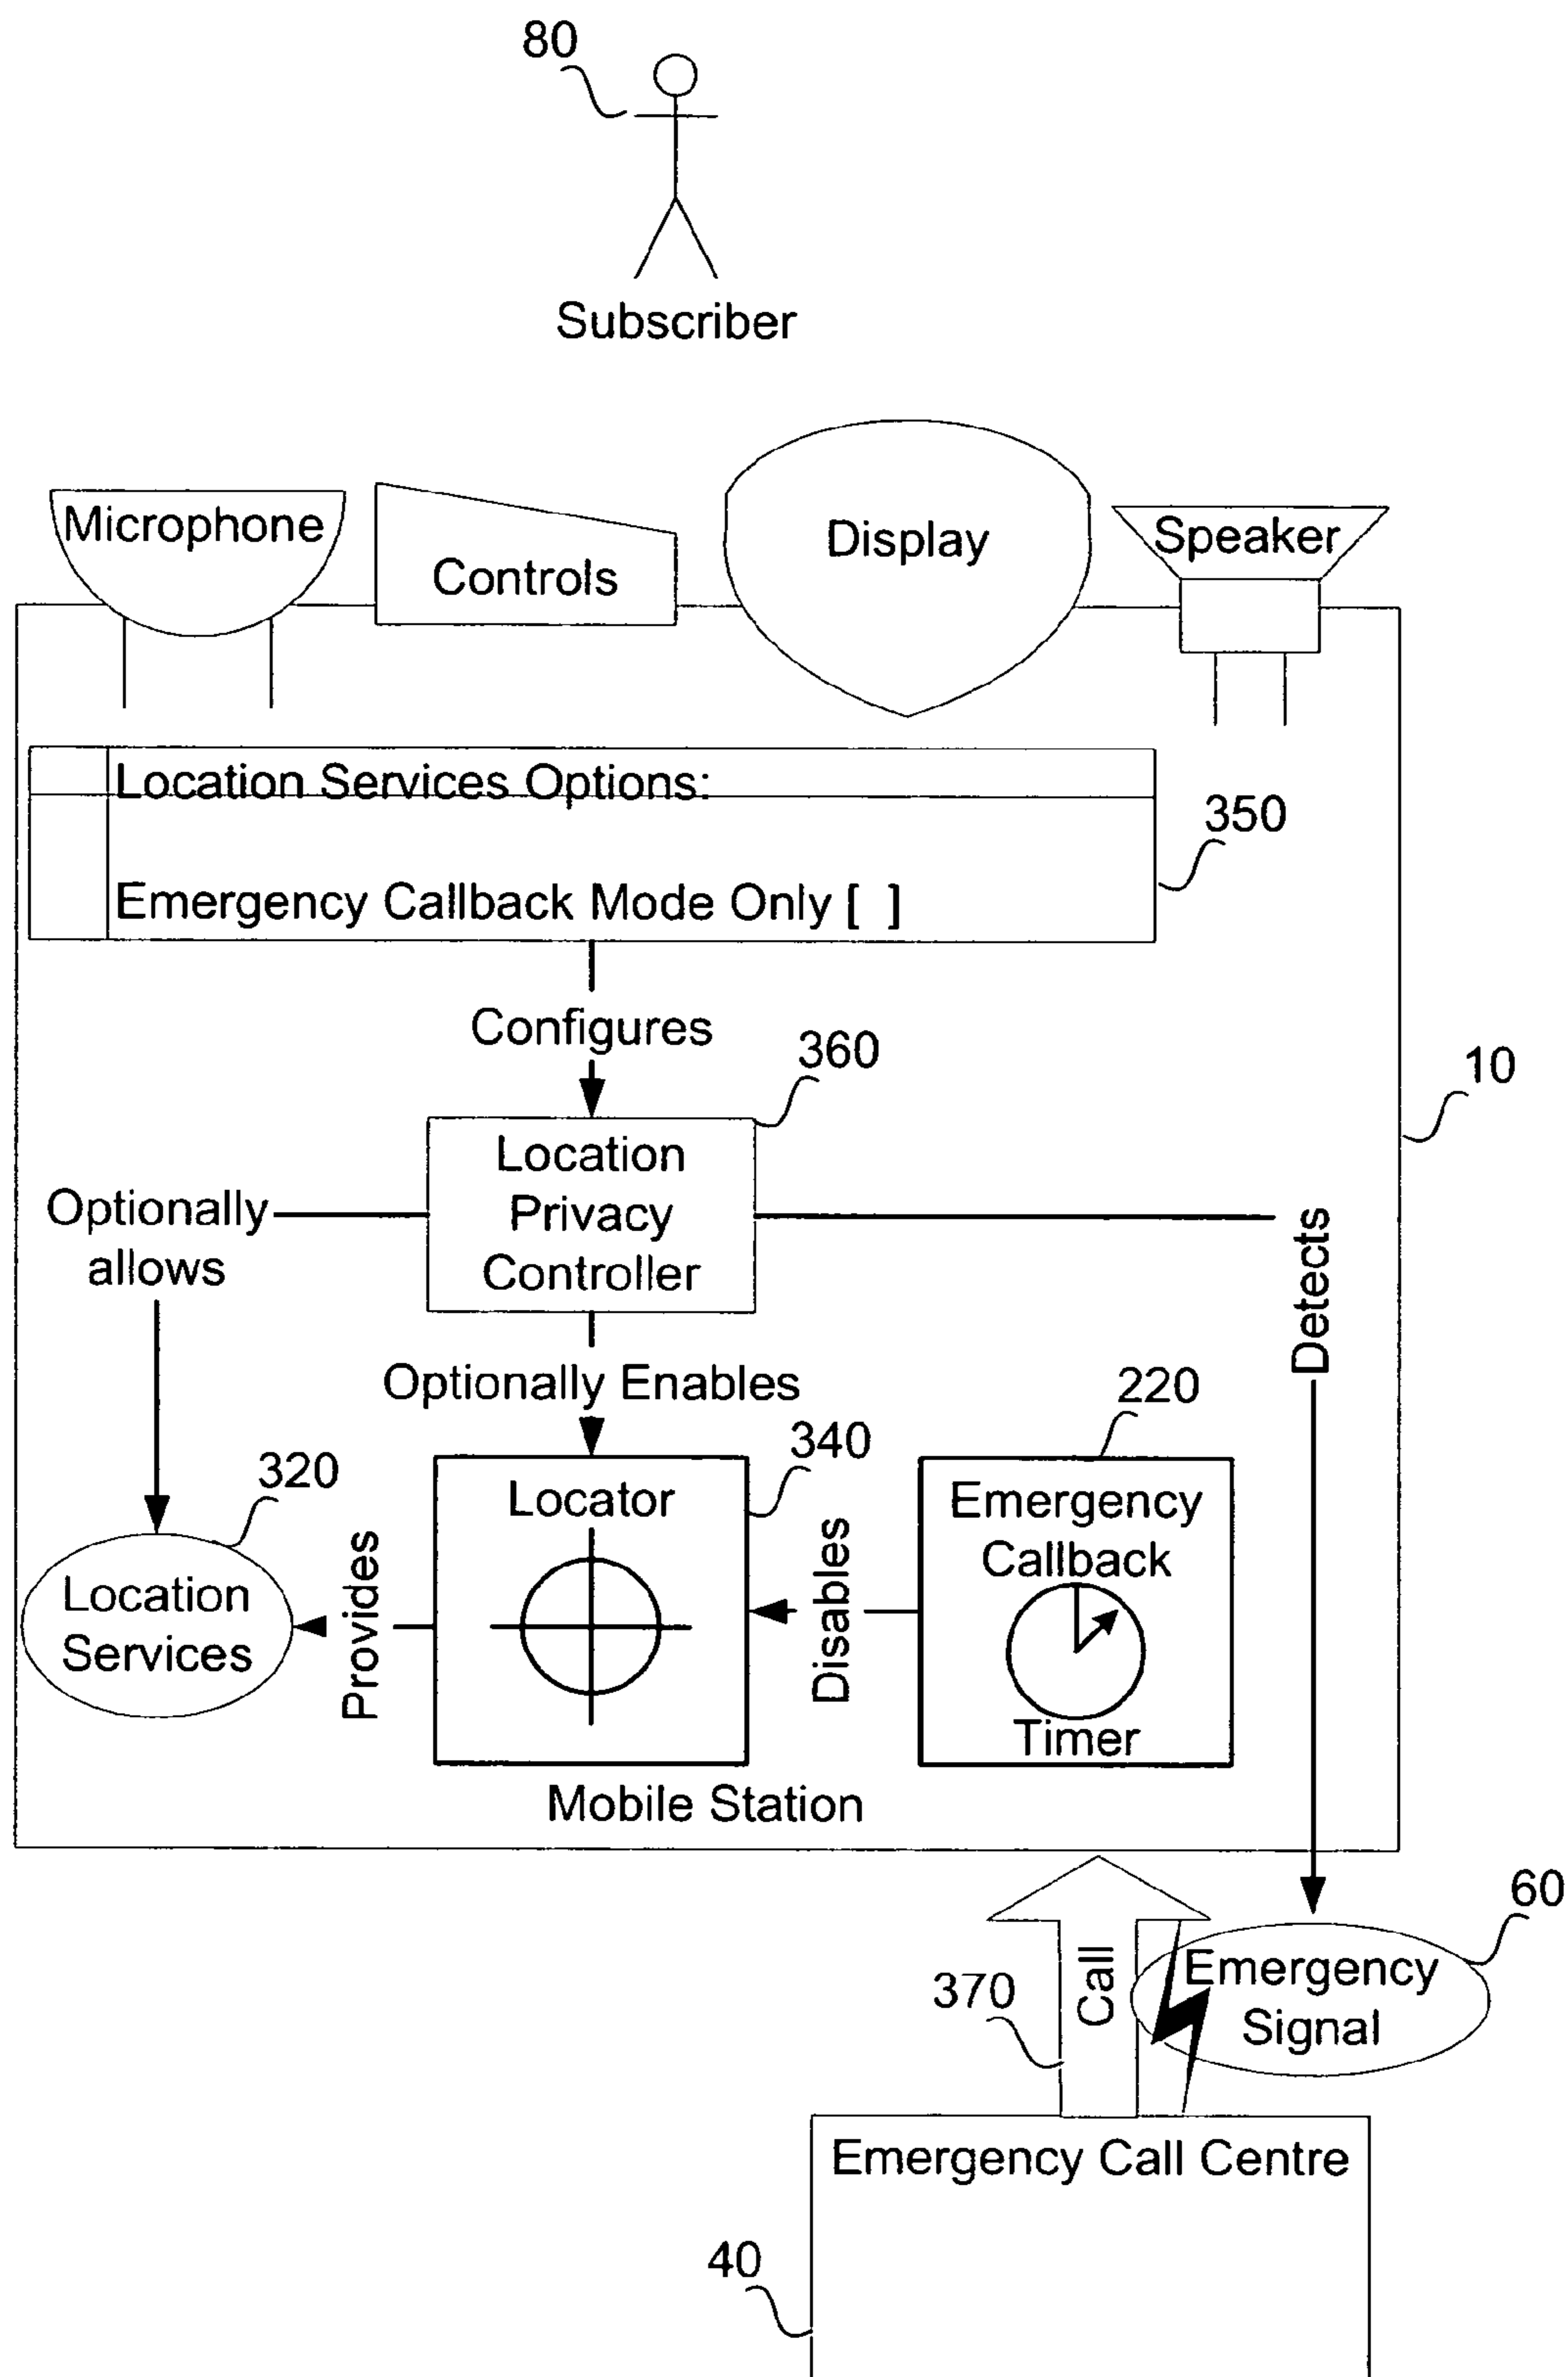 80
Subscriber
Microphone
Controls
Display
Speaker
Location Services Options:
350
Emergency Callback Mode Only [ ]
Configures
360
10
Location
Privacy
Controller
Optionally
allows
Detects
Optionally Enables
220
340
320
Locator
Emergency
Callback
Timer
Disables
Provides
Location
Services
Mobile Station
60
Call
370
Emergency
Signal
Emergency Call Centre
40